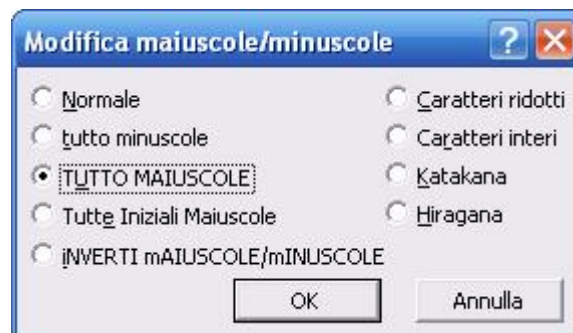 Modifica maiuscole/minuscole
Normale
tutto minuscole
TUTTO MAIUSCOLE
Tutte Iniziali Maiuscole
iNVERTI mAIUSCOLE/mINUSCOLE
Caratteri ridotti
Caratteri interi
Katakana
Hiragana
OK
Annulla